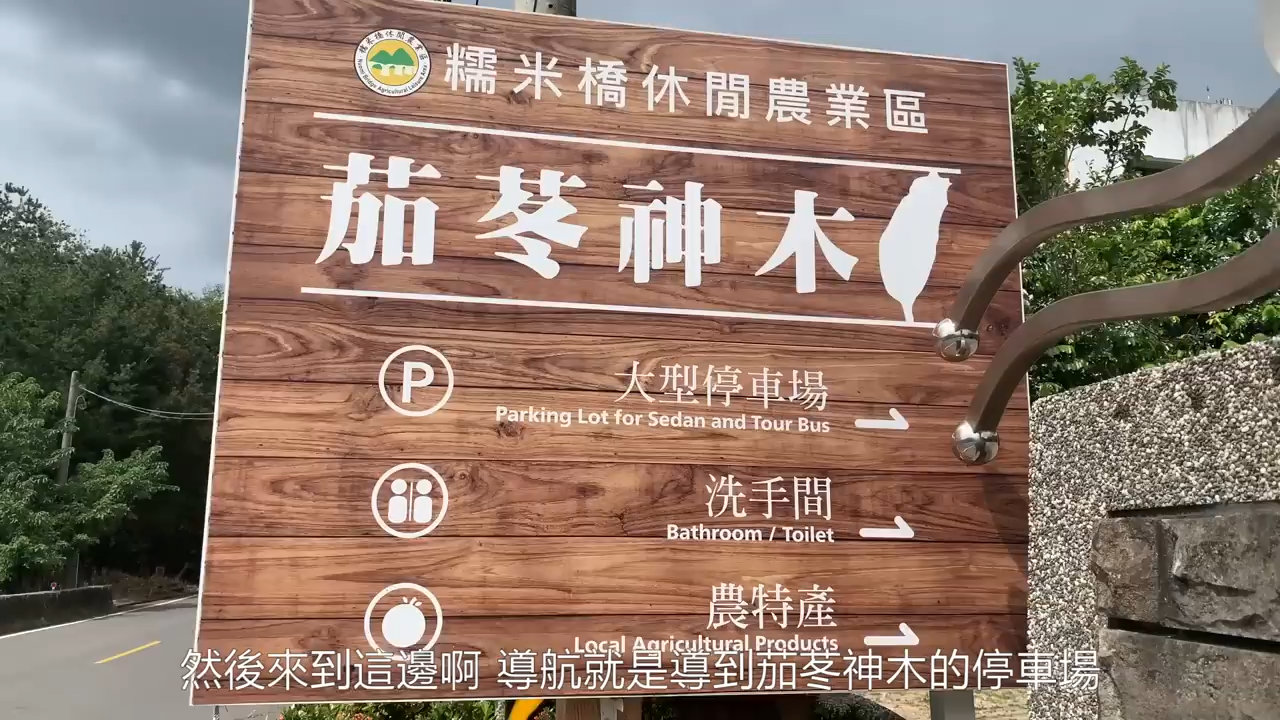 糯米橋休閒農業區
茄苳神木
P
大型停車場
Parking Lot for Sedan and Tour Bus
洗手間
Bathroom / Toilet
農特產
Local Agricultural Products
然後來到這邊啊 導航就是導到茄苳神木的停車場